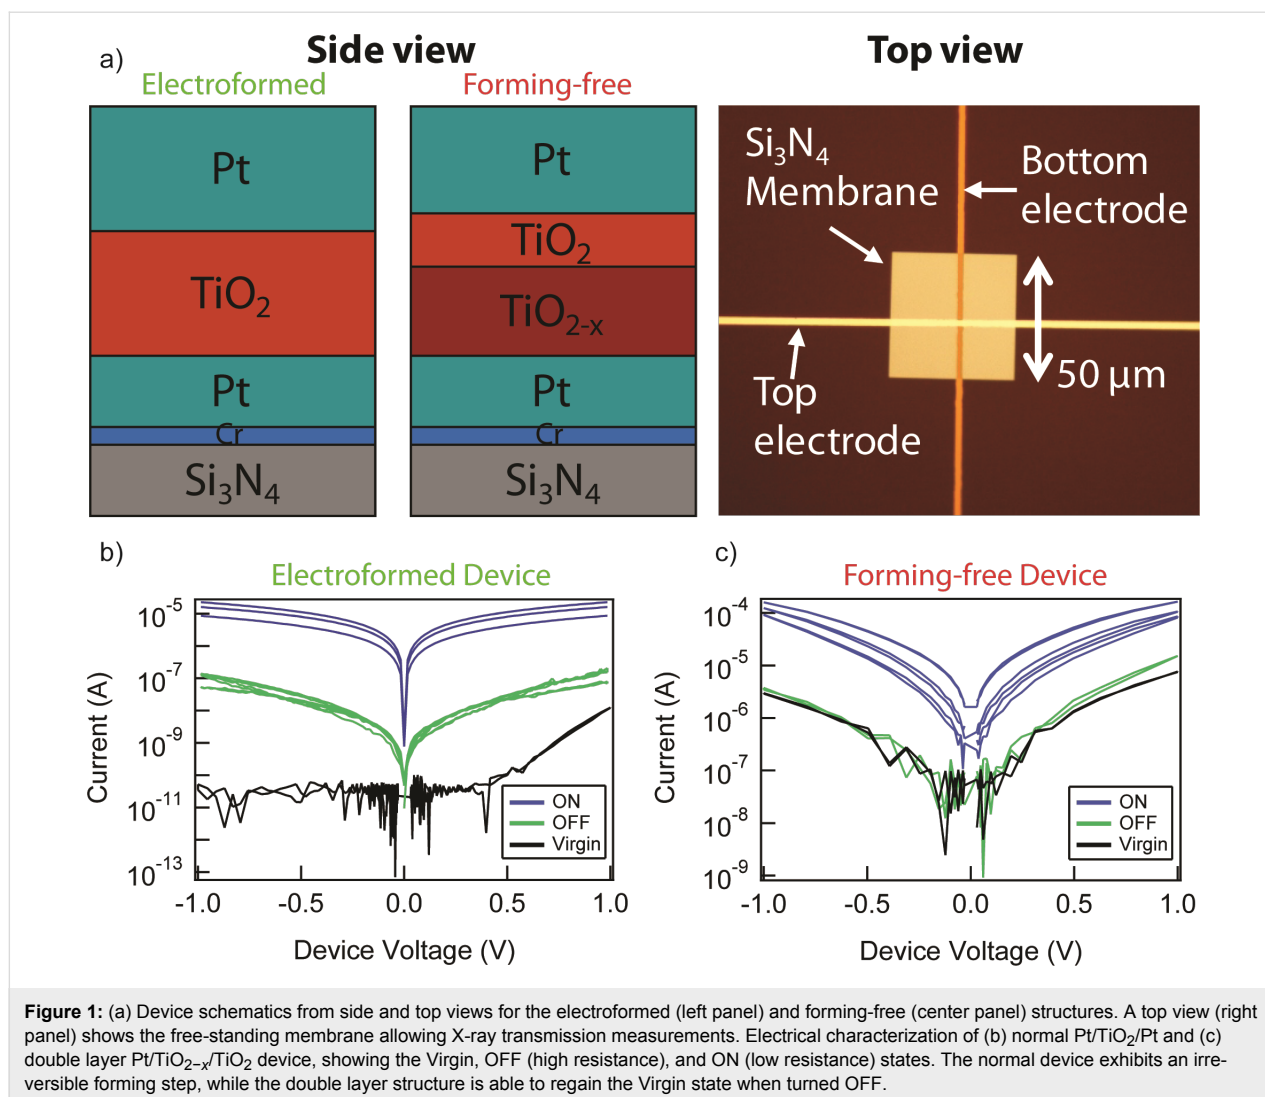 a)
Side view
Top view
Electroformed
Forming-free
Pt
TiO2
Pt
Cr
Si3N4
Pt
TiO2
TiO2-x
Pt
Cr
Si3N4
Si3N4
Membrane
Bottom
electrode
50 µm
Top
electrode
b)
Electroformed Device
Current (A)
10-5
10-7
10-9
10-11
10-13
ON
OFF
Virgin
-1.0 -0.5 0.0 0.5 1.0
Device Voltage (V)
c)
Forming-free Device
Current (A)
10-4
10-5
10-6
10-7
10-8
10-9
ON
OFF
Virgin
-1.0 -0.5 0.0 0.5 1.0
Device Voltage (V)
Figure 1: (a) Device schematics from side and top views for the electroformed (left panel) and forming-free (center panel) structures. A top view (right
panel) shows the free-standing membrane allowing X-ray transmission measurements. Electrical characterization of (b) normal Pt/TiO2/Pt and (c)
double layer Pt/TiO2−x/TiO2 device, showing the Virgin, OFF (high resistance), and ON (low resistance) states. The normal device exhibits an irre-
versible forming step, while the double layer structure is able to regain the Virgin state when turned OFF.